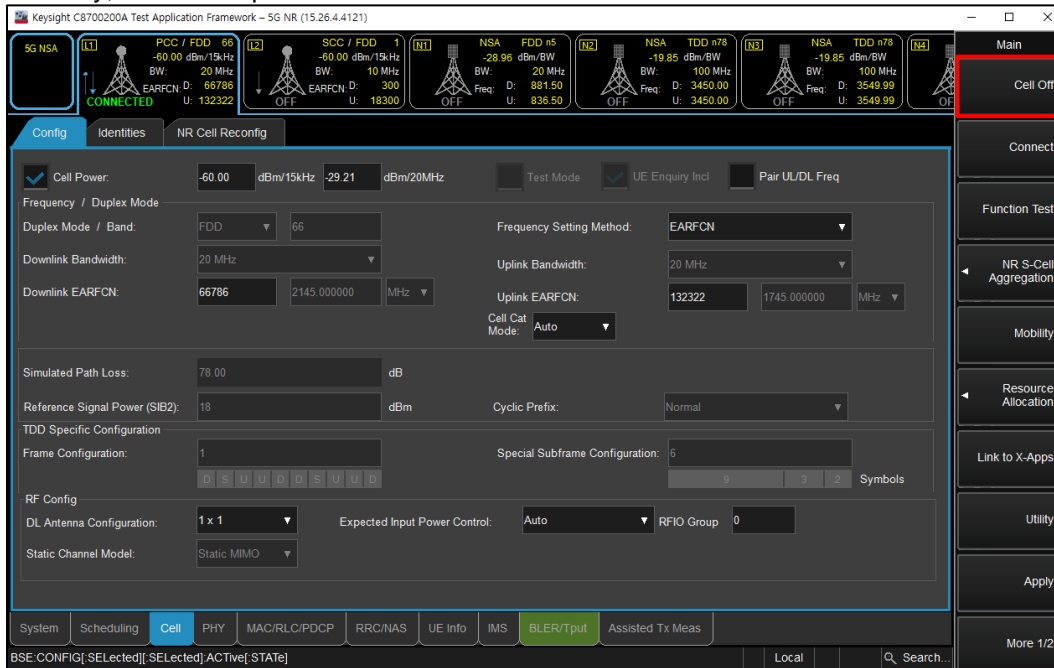 Keysight C8700200A Test Application Framework – 5G NR (15.26.4.4121)
5G NSA
L1 PCC / FDD 66
-60.00 dBm/15kHz
BW: 20 MHz
EARFCN: D: 66786
CONNECTED U: 132322
L2 SCC / FDD 1
-60.00 dBm/15kHz
BW: 10 MHz
EARFCN: D: 300
OFF U: 18300
N1 NSA FDD n5
-28.96 dBm/BW
BW: 20 MHz
Freq: D: 881.50
OFF U: 836.50
N2 NSA TDD n78
-19.85 dBm/BW
BW: 100 MHz
Freq: D: 3450.00
OFF U: 3450.00
N3 NSA TDD n78
-19.85 dBm/BW
BW: 100 MHz
Freq: D: 3549.99
OFF U: 3549.99
N4
OF
Main
Cell Off
Connect
Function Test
NR S-Cell
Aggregation
Mobility
Resource
Allocation
Link to X-Apps
Utility
Apply
More 1/2
Config Identities NR Cell Reconfig
Cell Power: -60.00 dBm/15kHz -29.21 dBm/20MHz Test Mode UE Enquiry Incl Pair UL/DL Freq
Frequency / Duplex Mode
Duplex Mode / Band: FDD 66 Frequency Setting Method: EARFCN
Downlink Bandwidth: 20 MHz Uplink Bandwidth: 20 MHz
Downlink EARFCN: 66786 2145.000000 MHz Uplink EARFCN: 132322 1745.000000 MHz
Cell Cat
Mode: Auto
Simulated Path Loss: 78.00 dB
Reference Signal Power (SIB2): 18 dBm Cyclic Prefix: Normal
TDD Specific Configuration
Frame Configuration: 1 Special Subframe Configuration: 6
D S U U D D S U U D 9 3 2 Symbols
RF Config
DL Antenna Configuration: 1 x 1 Expected Input Power Control: Auto RFIO Group 0
Static Channel Model: Static MIMO
System Scheduling Cell PHY MAC/RLC/PDCP RRC/NAS UE Info IMS BLER/Tput Assisted Tx Meas
BSE:CONFIG[:SELected][:SELected]:ACTive[:STATe] Local Search...